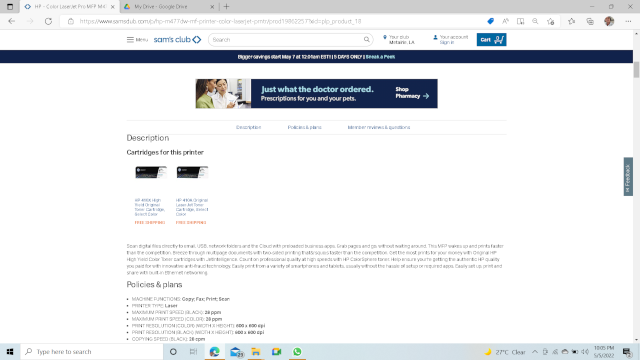 HP - Color LaserJet Pro MFP M47
My Drive - Google Drive
https://www.samsclub.com/p/hp-m477dw-mf-printer-color-laserjet-pmtr/prod19862251?xid=plp_product_18
Menu
sam's club
Search
Your club
Metairie, LA
Your account
Sign in
Cart
Bigger savings start May 7 at 12:01am EST! | 5 DAYS ONLY | Sneak a Peek
Just what the doctor ordered.
Prescriptions for you and your pets.
Shop
Pharmacy
Description
Policies & plans
Member reviews & questions
Description
Cartridges for this printer
HP 410X High
Yield Original
Toner Cartridge,
Select Color
FREE SHIPPING
HP 410A Original
LaserJet Toner
Cartridge, Select
Color
FREE SHIPPING
Feedback
Scan digital files directly to email, USB, network folders and the Cloud with preloaded business apps. Grab pages and go without waiting around. This MFP wakes up and prints faster
than the competition. Breeze through multipage documents with two-sided printing that's faster than the competition. Get the most prints for your money with Original HP
High Yield Color Toner cartridges with JetIntelligence. Count on professional quality at high speeds with HP ColorSphere toner. Help ensure you're getting the authentic HP quality
you paid for with innovative anti-fraud technology. Easily print from a variety of smartphones and tablets, usually without the hassle of setup or required apps. Easily set up, print and
share with built-in Ethernet networking.
Policies & plans
• MACHINE FUNCTIONS: Copy; Fax; Print; Scan
• PRINTER TYPE: Laser
• MAXIMUM PRINT SPEED (BLACK): 28 ppm
• MAXIMUM PRINT SPEED (COLOR): 28 ppm
• PRINT RESOLUTION (COLOR) (WIDTH X HEIGHT): 600 x 600 dpi
• PRINT RESOLUTION (BLACK) (WIDTH X HEIGHT): 600 x 600 dpi
• COPYING SPEED (BLACK): 28 ppm
Type here to search
27°C Clear
10:05 PM
5/5/2022